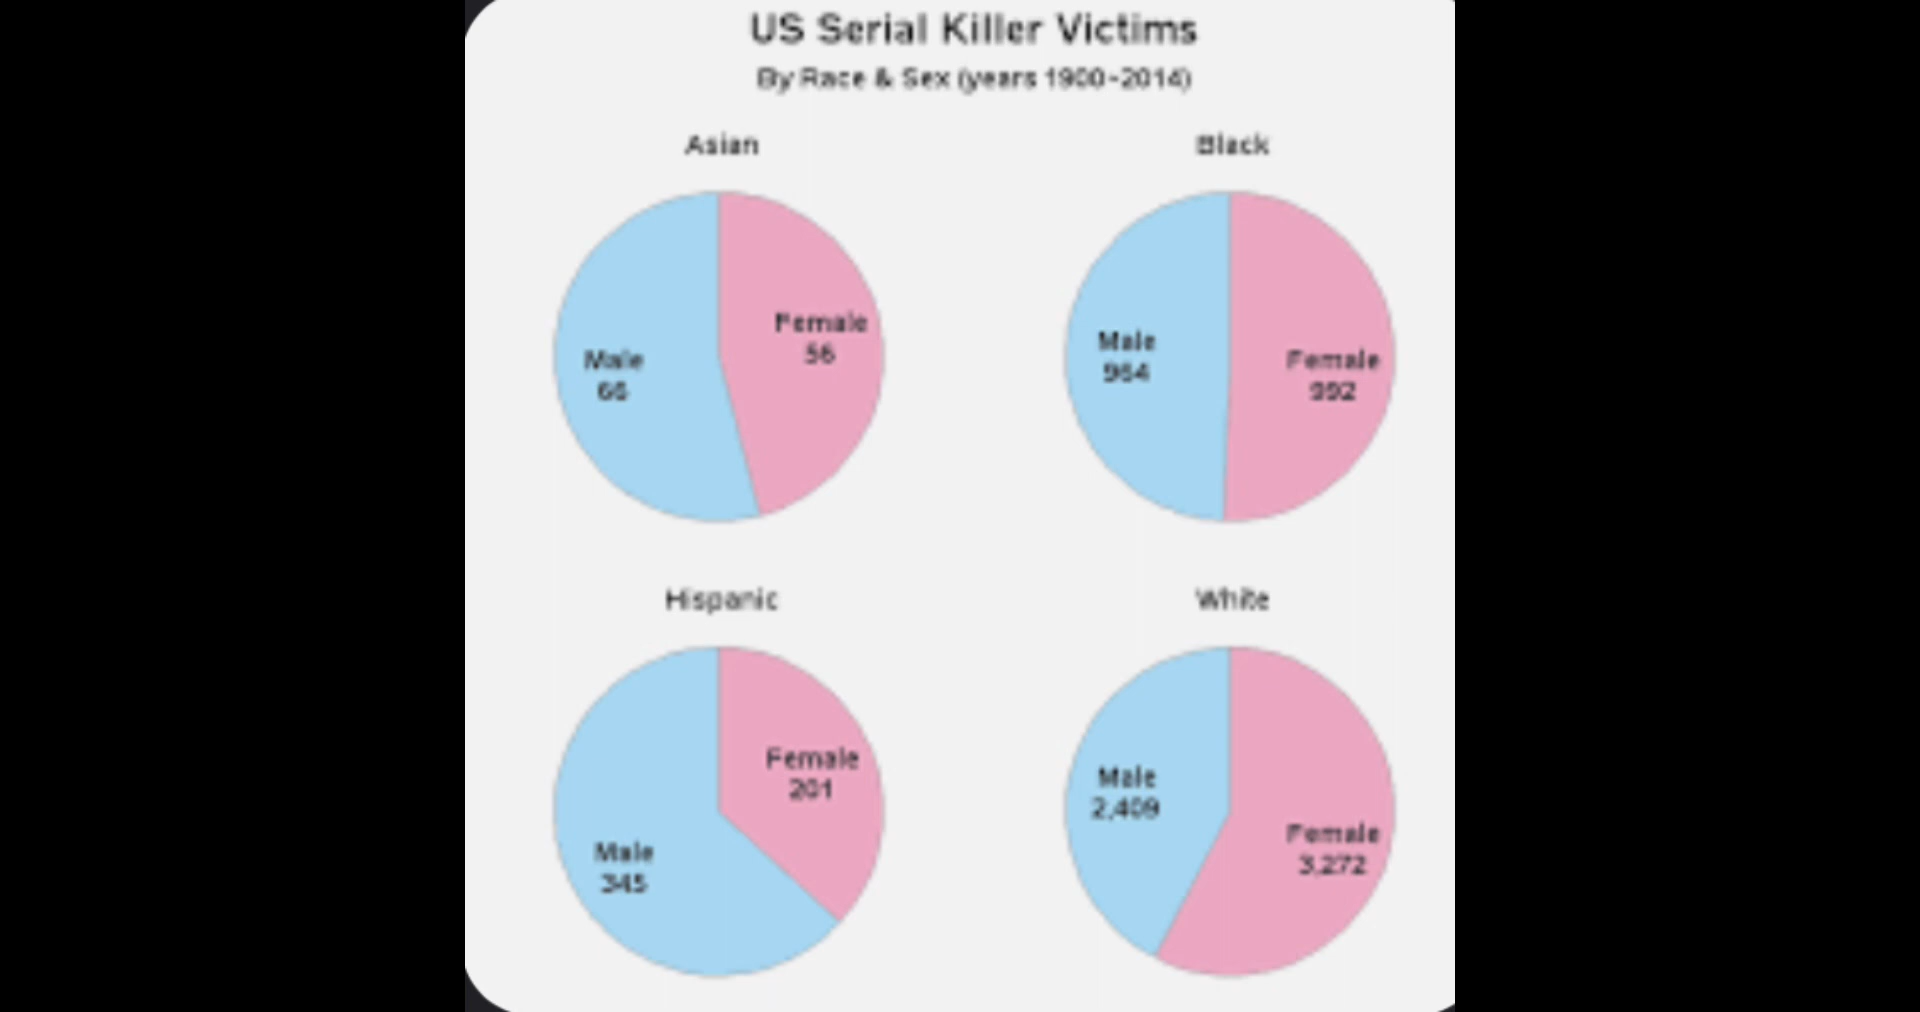 US Serial Killer Victims
By Race & Sex (years 1900-2014)
Asian
Female
56
Male
66
Black
Male
964
Female
992
Hispanic
Female
201
Male
345
White
Male
2,409
Female
3,272